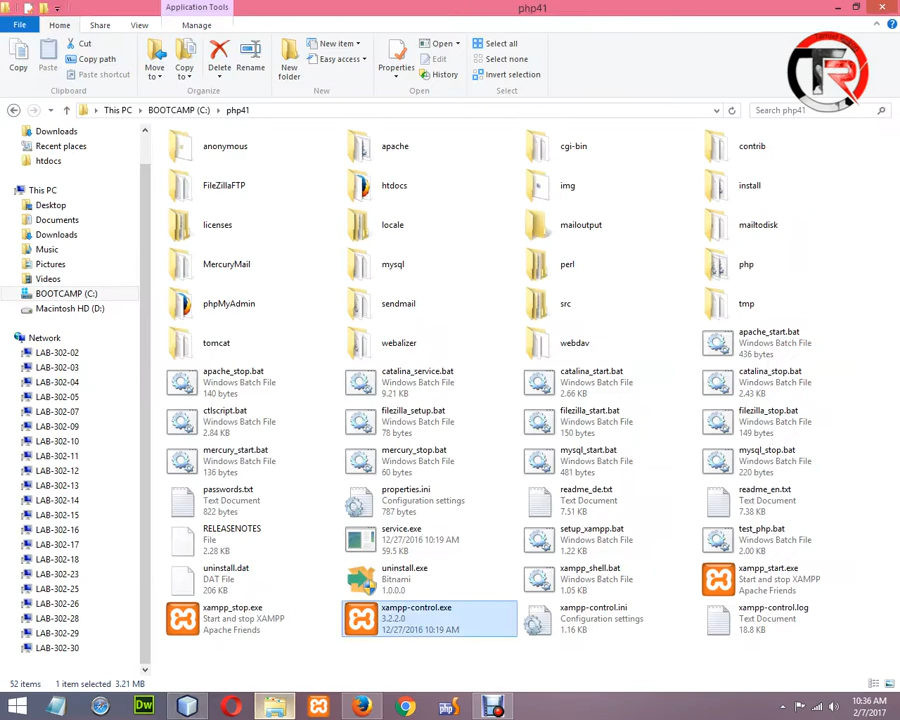 Application Tools
php41
File
Home
Share
View
Manage
Copy
Paste
Cut
Copy path
Paste shortcut
Clipboard
Move to
Copy to
Delete
Rename
Organize
New folder
New item
Easy access
New
Properties
Open
Edit
History
Open
Select all
Select none
Invert selection
Select
TR
This PC
BOOTCAMP (C:)
php41
Search php41
Downloads
Recent places
htdocs
This PC
Desktop
Documents
Downloads
Music
Pictures
Videos
BOOTCAMP (C:)
Macintosh HD (D:)
Network
LAB-302-02
LAB-302-03
LAB-302-04
LAB-302-05
LAB-302-07
LAB-302-09
LAB-302-10
LAB-302-11
LAB-302-12
LAB-302-13
LAB-302-14
LAB-302-15
LAB-302-16
LAB-302-17
LAB-302-18
LAB-302-23
LAB-302-25
LAB-302-26
LAB-302-28
LAB-302-29
LAB-302-30
anonymous
apache
cgi-bin
contrib
FileZillaFTP
htdocs
img
install
licenses
locale
mailoutput
mailtodisk
MercuryMail
mysql
perl
php
phpMyAdmin
sendmail
src
tmp
tomcat
webalizer
webdav
apache_start.bat
Windows Batch File
436 bytes
apache_stop.bat
Windows Batch File
140 bytes
catalina_service.bat
Windows Batch File
9.21 KB
catalina_start.bat
Windows Batch File
2.66 KB
catalina_stop.bat
Windows Batch File
2.43 KB
ctlscript.bat
Windows Batch File
2.84 KB
filezilla_setup.bat
Windows Batch File
78 bytes
filezilla_start.bat
Windows Batch File
150 bytes
filezilla_stop.bat
Windows Batch File
149 bytes
mercury_start.bat
Windows Batch File
136 bytes
mercury_stop.bat
Windows Batch File
60 bytes
mysql_start.bat
Windows Batch File
481 bytes
mysql_stop.bat
Windows Batch File
220 bytes
passwords.txt
Text Document
822 bytes
properties.ini
Configuration settings
787 bytes
readme_de.txt
Text Document
7.51 KB
readme_en.txt
Text Document
7.38 KB
RELEASENOTES
File
2.28 KB
service.exe
12/27/2016 10:19 AM
59.5 KB
setup_xampp.bat
Windows Batch File
1.22 KB
test_php.bat
Windows Batch File
2.00 KB
uninstall.dat
DAT File
206 KB
uninstall.exe
Bitnami
1.0.0.0
xampp_shell.bat
Windows Batch File
1.05 KB
xampp_start.exe
Start and stop XAMPP
Apache Friends
xampp_stop.exe
Start and stop XAMPP
Apache Friends
xampp-control.exe
3.2.2.0
12/27/2016 10:19 AM
xampp-control.ini
Configuration settings
1.16 KB
xampp-control.log
Text Document
18.8 KB
52 items
1 item selected
3.21 MB
Dw
php
10:36 AM
2/7/2017